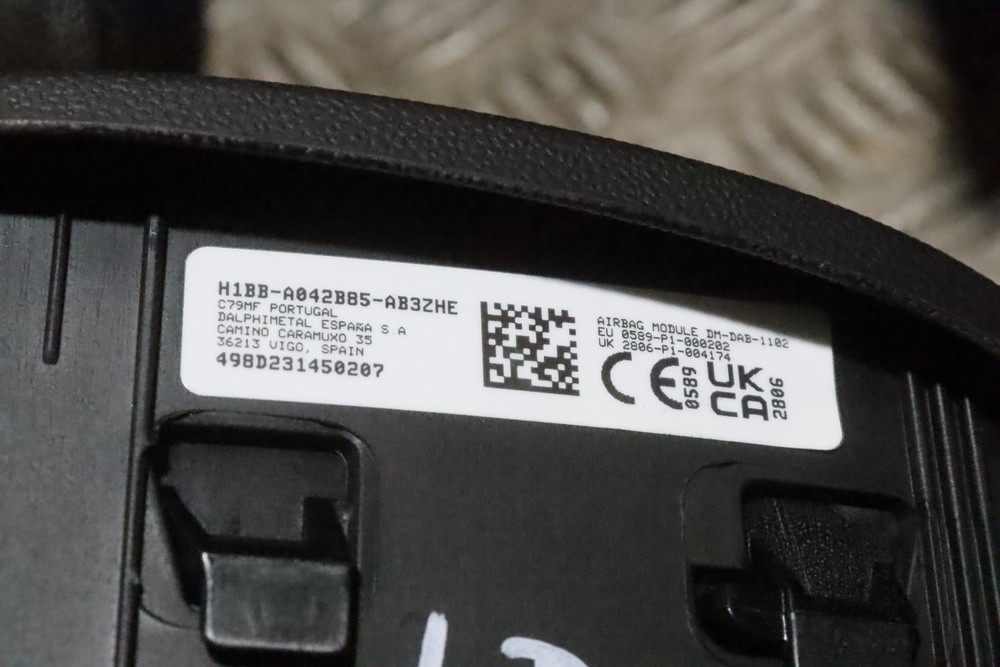 H1BB-A042B85-AB3ZHE
C79MF PORTUGAL
DALPHIMETAL ESPAÑA S A
CAMINO CARAMUXO 35
36213 VIGO, SPAIN
498D231450207
AIRBAG MODULE DM-DAB-1102
EU 0589-P1-000202
UK 2806-P1-004174
CE 0589
UK
CA 2806